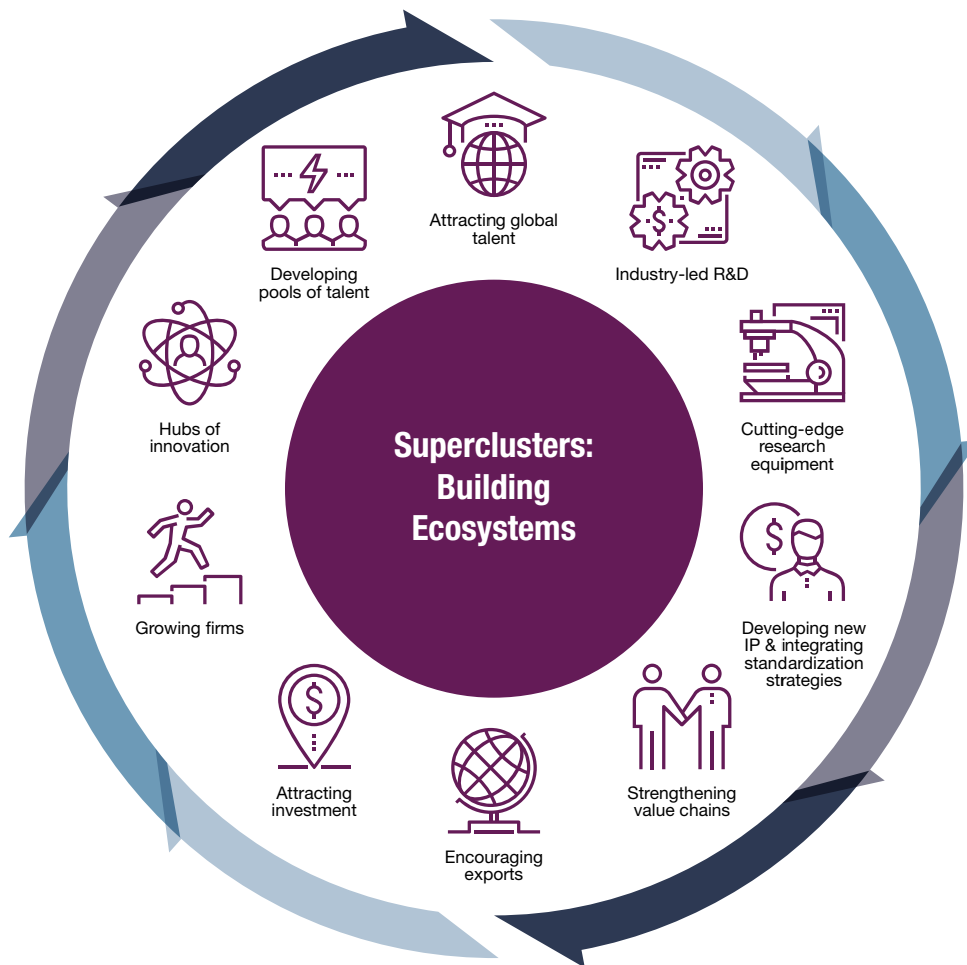 Attracting global
talent
Industry-led R&D
Cutting-edge
research
equipment
Developing new
IP & integrating
standardization
strategies
Strengthening
value chains
Encouraging
exports
Attracting
investment
Growing firms
Hubs of
innovation
Developing
pools of talent
Superclusters:
Building
Ecosystems